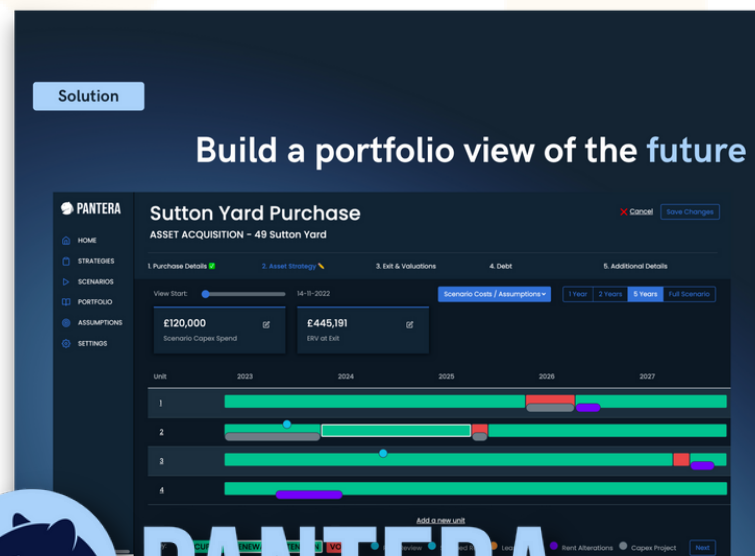 Solution
Build a portfolio view of the future
PANTERA
Sutton Yard Purchase
Cancel
Save Changes
ASSET ACQUISITION - 49 Sutton Yard
HOME
STRATEGIES
SCENARIOS
PORTFOLIO
ASSUMPTIONS
SETTINGS
1. Purchase Details
2. Asset Strategy
3. Exit & Valuations
4. Debt
5. Additional Details
View Start:
14-11-2022
Scenario Costs / Assumptions
1 Year
2 Years
5 Years
Full Scenario
£120,000
Scenario Capex Spend
£445,191
ERV at Exit
Unit
2023
2024
2025
2026
2027
1
2
3
4
Add a new unit
Rent Alterations
Capex Project
Next
PANTERA